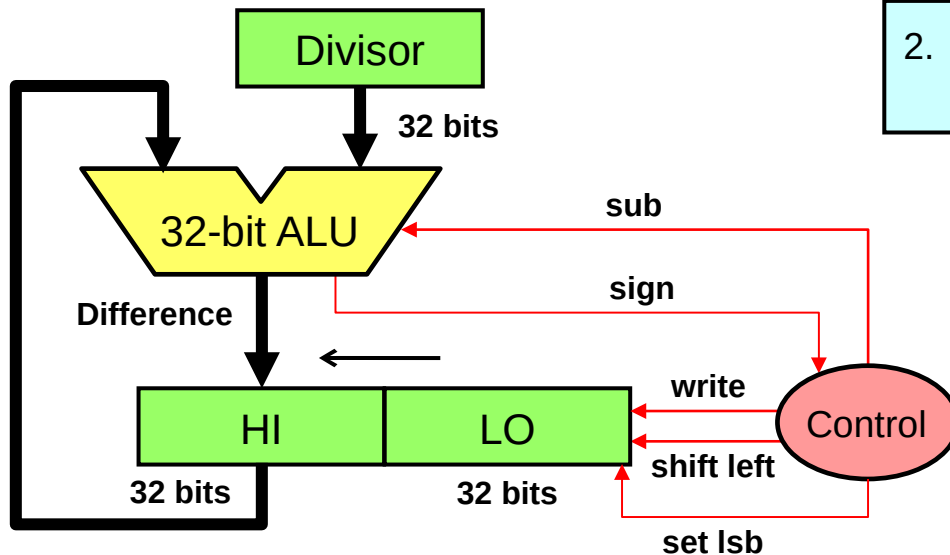 Divisor
2.
32 bits
32-bit ALU
sub
sign
Difference
write
HI
LO
Control
shift left
32 bits
32 bits
set lsb